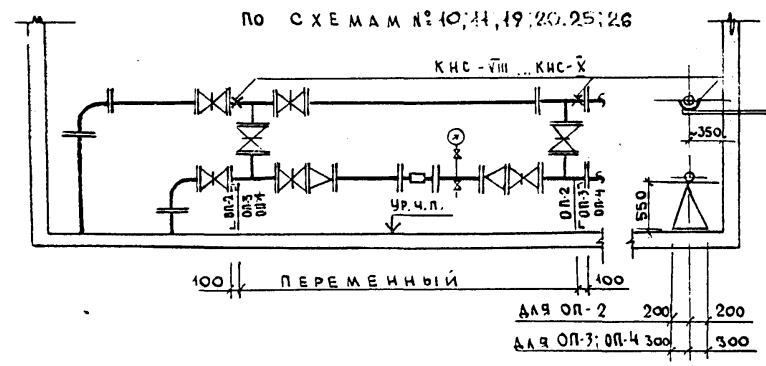 ПО СХЕМАМ №10;11,19;20.25;26
КНС-VIII ... КНС-X
~350
ОП-2
ОП-3
ОП-4
УР.Ч.П.
ОП-2
ОП-3
ОП-4
550
100 ПЕРЕМЕННЫЙ 100
ДЛЯ ОП-2 200 200
ДЛЯ ОП-3; ОП-4 300 300